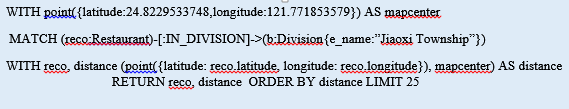 WITH point({latitude:24.8229533748,longitude:121.771853579}) AS mapcenter
MATCH (reco:Restaurant)-[:IN_DIVISION]->(b:Division{e_name:”Jiaoxi Township”})
WITH reco, distance (point({latitude: reco.latitude, longitude: reco.longitude}), mapcenter) AS distance
RETURN reco, distance ORDER BY distance LIMIT 25